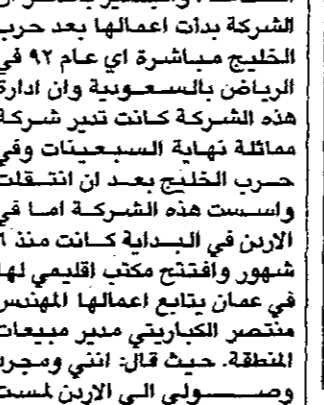 الشركة بدأت اعمالها بعد حرب
الخليج مباشرة اي عام ٩٢ في
الرياض بالسعودية وان ادارة
هذه الشركة كانت تدير شركة
مماثلة نهاية السبعينات وفي
حرب الخليج بعد ان انتقلت
واسست هذه الشركة اما في
الاردن في البداية كانت منذ ٦
شهور وافتتح مكتب اقليمي لها
في عمان يتابع اعمالها المهندس
منتصر الكباريتي مدير مبيعات
المنطقة. حيث قال: انني ومجرد
وصولي الى الاردن لمست